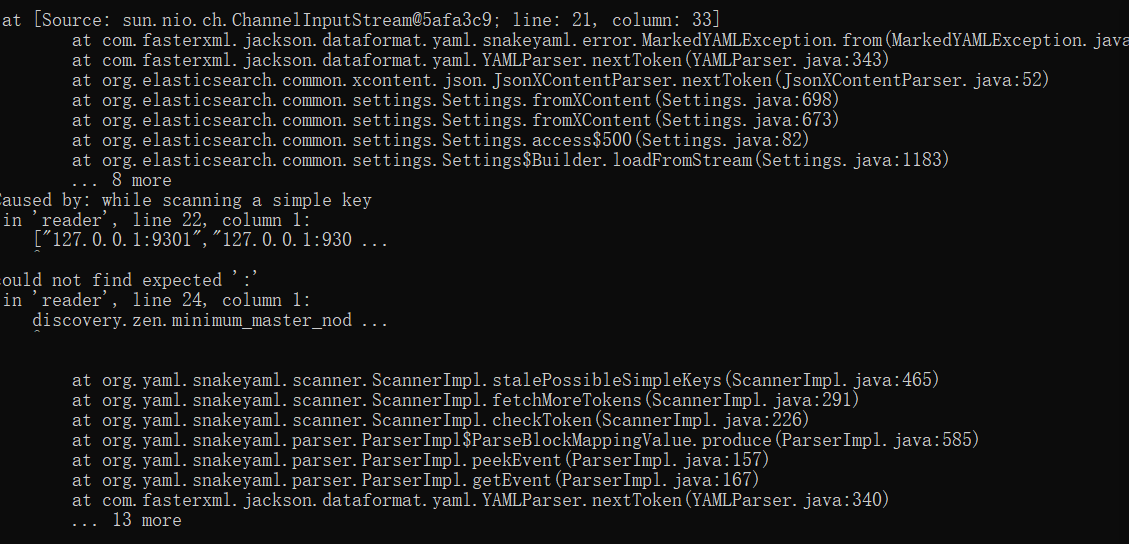 at [Source: sun.nio.ch.ChannelInputStream@5afa3c9; line: 21, column: 33]
at com.fasterxml.jackson.dataformat.yaml.snakeyaml.error.MarkedYAMLException.from(MarkedYAMLException.java
at com.fasterxml.jackson.dataformat.yaml.YAMLParser.nextToken(YAMLParser.java:343)
at org.elasticsearch.common.xcontent.json.JsonXContentParser.nextToken(JsonXContentParser.java:52)
at org.elasticsearch.common.settings.Settings.fromXContent(Settings.java:698)
at org.elasticsearch.common.settings.Settings.fromXContent(Settings.java:673)
at org.elasticsearch.common.settings.Settings.access$500(Settings.java:82)
at org.elasticsearch.common.settings.Settings$Builder.loadFromStream(Settings.java:1183)
... 8 more
Caused by: while scanning a simple key
in 'reader', line 22, column 1:
["127.0.0.1:9301","127.0.0.1:930 ...
^
could not find expected ':'
in 'reader', line 24, column 1:
discovery.zen.minimum_master_nod ...
^
at org.yaml.snakeyaml.scanner.ScannerImpl.stalePossibleSimpleKeys(ScannerImpl.java:465)
at org.yaml.snakeyaml.scanner.ScannerImpl.fetchMoreTokens(ScannerImpl.java:291)
at org.yaml.snakeyaml.scanner.ScannerImpl.checkToken(ScannerImpl.java:226)
at org.yaml.snakeyaml.parser.ParserImpl$ParseBlockMappingValue.produce(ParserImpl.java:585)
at org.yaml.snakeyaml.parser.ParserImpl.peekEvent(ParserImpl.java:157)
at org.yaml.snakeyaml.parser.ParserImpl.getEvent(ParserImpl.java:167)
at com.fasterxml.jackson.dataformat.yaml.YAMLParser.nextToken(YAMLParser.java:340)
... 13 more